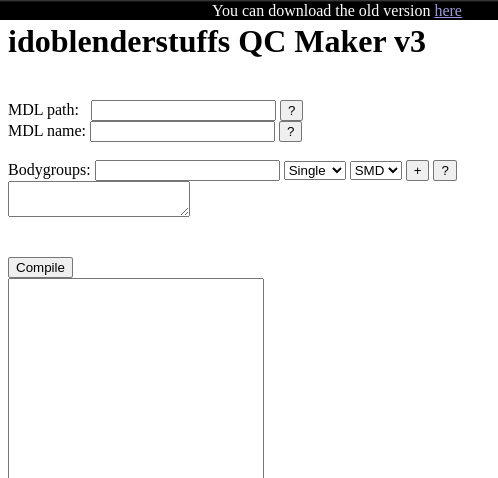 You can download the old version here
idoblenderstuffs QC Maker v3
MDL path: ?
MDL name: ?
Bodygroups: Single SMD + ?
Compile